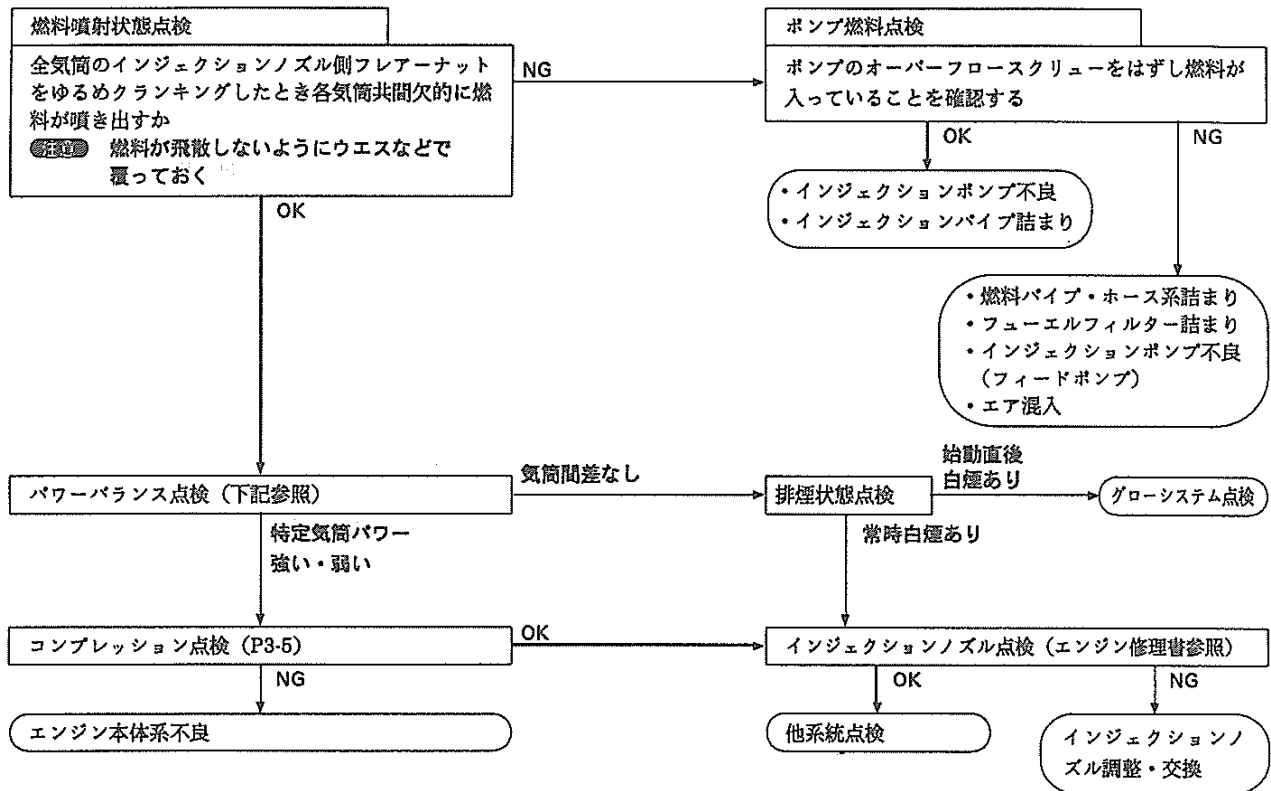 燃料噴射状態点検
全気筒のインジェクションノズル側フレアーナット
をゆるめクランキングしたとき各気筒共間欠的に燃
料が噴き出すか
注意 燃料が飛散しないようにウエスなどで
覆っておく
NG
ポンプ燃料点検
ポンプのオーバーフロースクリューをはずし燃料が
入っていることを確認する
OK
NG
・インジェクションポンプ不良
・インジェクションパイプ詰まり
OK
・燃料パイプ・ホース系詰まり
・フューエルフィルター詰まり
・インジェクションポンプ不良
（フィードポンプ）
・エア混入
パワーバランス点検（下記参照）
気筒間差なし
排煙状態点検
始動直後
白煙あり
グローシステム点検
特定気筒パワー
強い・弱い
常時白煙あり
コンプレッション点検（P3-5）
OK
インジェクションノズル点検（エンジン修理書参照）
NG
OK
NG
エンジン本体系不良
他系統点検
インジェクションノ
ズル調整・交換